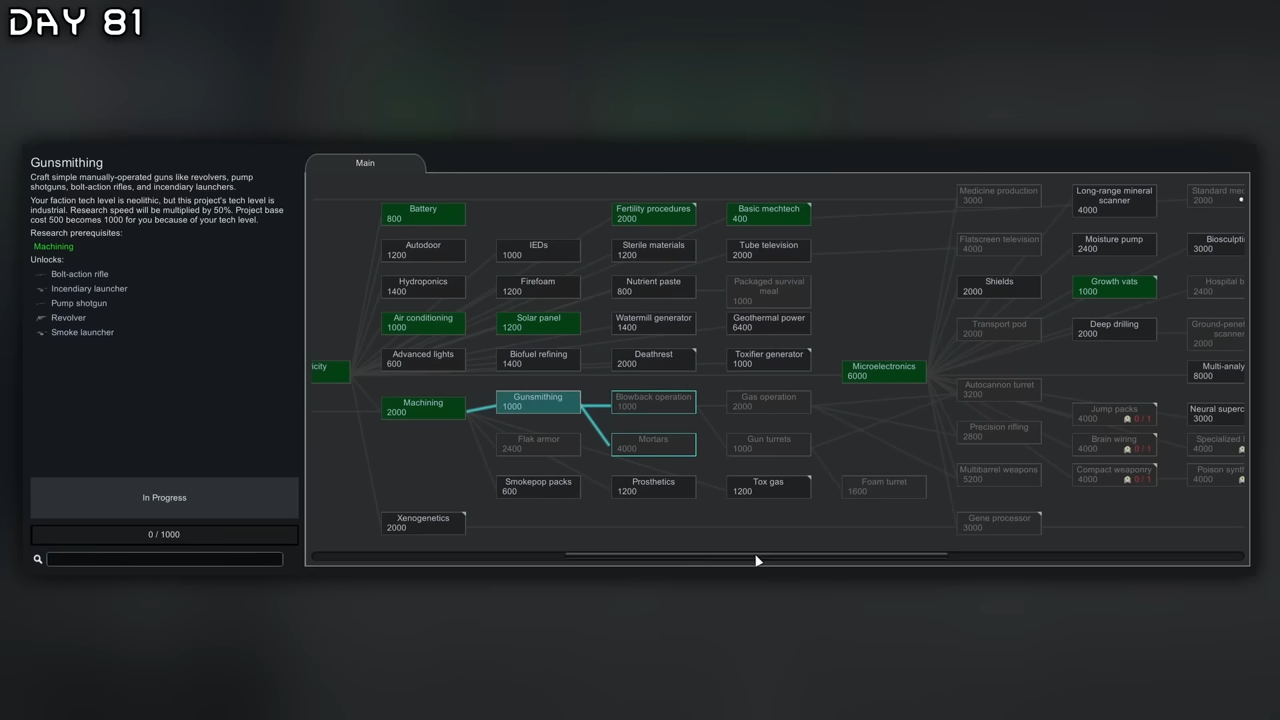 DAY 81
Gunsmithing
Craft simple manually-operated guns like revolvers, pump
shotguns, bolt-action rifles, and incendiary launchers.
Your faction tech level is neolithic, but this project's tech level is
industrial. Research speed will be multiplied by 50%. Project base
cost 500 becomes 1000 for you because of your tech level.
Research prerequisites:
Machining
Unlocks:
Bolt-action rifle
Incendiary launcher
Pump shotgun
Revolver
Smoke launcher
In Progress
0 / 1000
Main
icity
Battery
800
Autodoor
1200
Hydroponics
1400
Air conditioning
1000
Advanced lights
600
Machining
2000
Xenogenetics
2000
IEDs
1000
Firefoam
1200
Solar panel
1200
Biofuel refining
1400
Gunsmithing
1000
Flak armor
2400
Smokepop packs
600
Fertility procedures
2000
Sterile materials
1200
Nutrient paste
800
Watermill generator
1400
Deathrest
2000
Blowback operation
1000
Mortars
4000
Prosthetics
1200
Basic mechtech
400
Tube television
2000
Packaged survival
meal
1000
Geothermal power
6400
Toxifier generator
1000
Gas operation
2000
Gun turrets
1000
Tox gas
1200
Microelectronics
6000
Foam turret
1600
Medicine production
3000
Flatscreen television
4000
Shields
2000
Transport pod
2000
Autocannon turret
3200
Precision rifling
2800
Multibarrel weapons
5200
Gene processor
3000
Long-range mineral
scanner
4000
Moisture pump
2400
Growth vats
1000
Deep drilling
2000
Jump packs
4000 0 / 1
Brain wiring
4000 0 / 1
Compact weaponry
4000 0 / 1
Standard med
2000
Biosculpti
3000
Hospital b
2400
Ground-penet
scanner
2000
Multi-analy
8000
Neural superc
3000
Specialized l
4000
Poison synt
4000